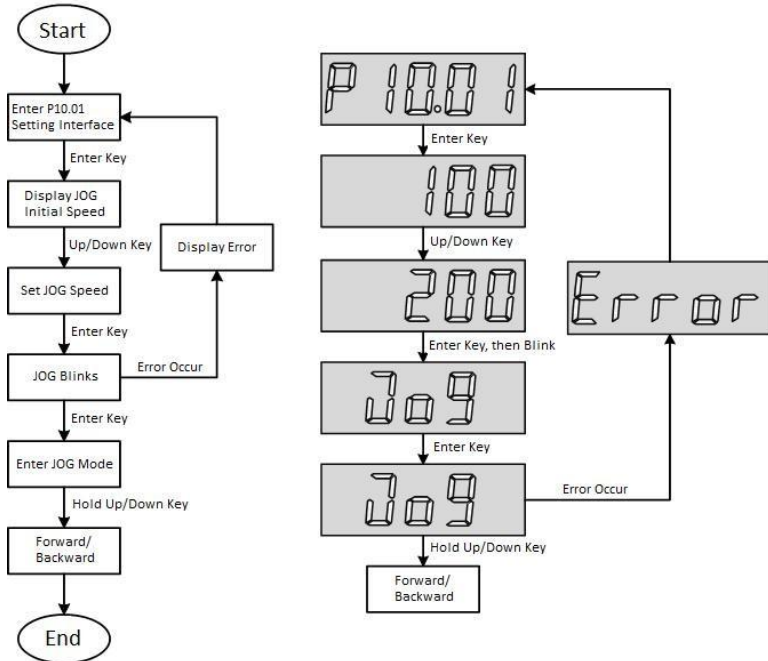 Start
Enter P10.01
Setting Interface
Enter Key
Display JOG
Initial Speed
Up/Down Key
Display Error
Set JOG Speed
Enter Key
JOG Blinks
Error Occur
Enter Key
Enter JOG Mode
Hold Up/Down Key
Forward/
Backward
End
P10.01
Enter Key
100
Up/Down Key
200
Error
Enter Key, then Blink
Jog
Enter Key
Jog
Error Occur
Hold Up/Down Key
Forward/
Backward